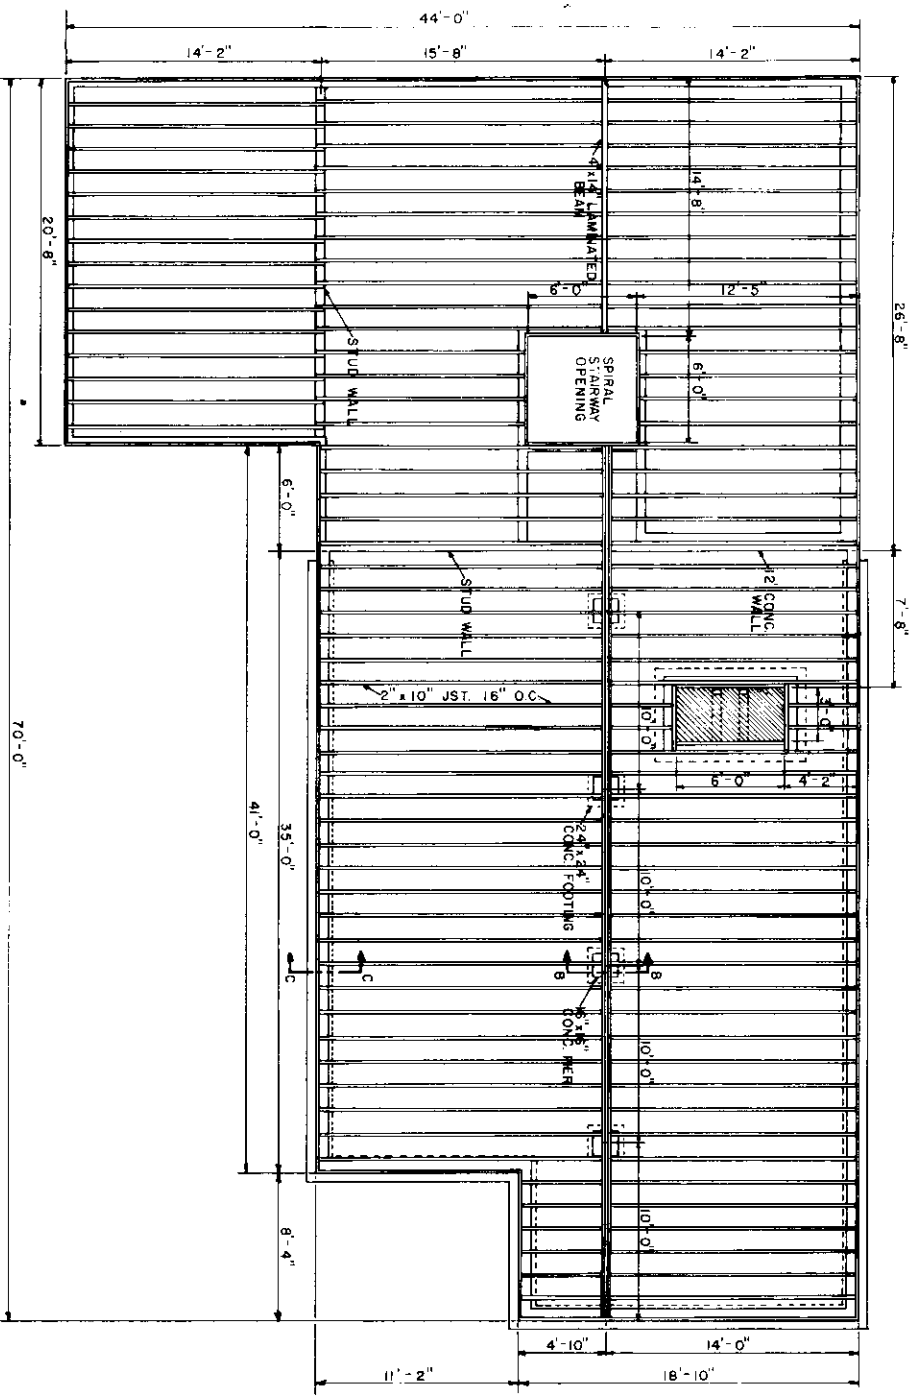 44'-0"
14'-2"
15'-8"
14'-2"
20'-8"
4" x 14" LAMINATED
BEAM
14'-8"
26'-8"
6'-0"
12'-5"
SPIRAL
STAIRWAY
OPENING
6'-0"
STUD WALL
6'-0"
STUD WALL
12" CONC.
WALL
7'-8"
2" x 10" JST. 16" O.C.
10'-0"
3'-0"
6'-0"
4'-2"
70'-0"
41'-0"
35'-0"
24" x 24"
CONC. FOOTING
10'-0"
C
C
B
B
16" x 16"
CONC. PIER
10'-0"
10'-0"
8'-4"
4'-10"
14'-0"
11'-2"
18'-10"